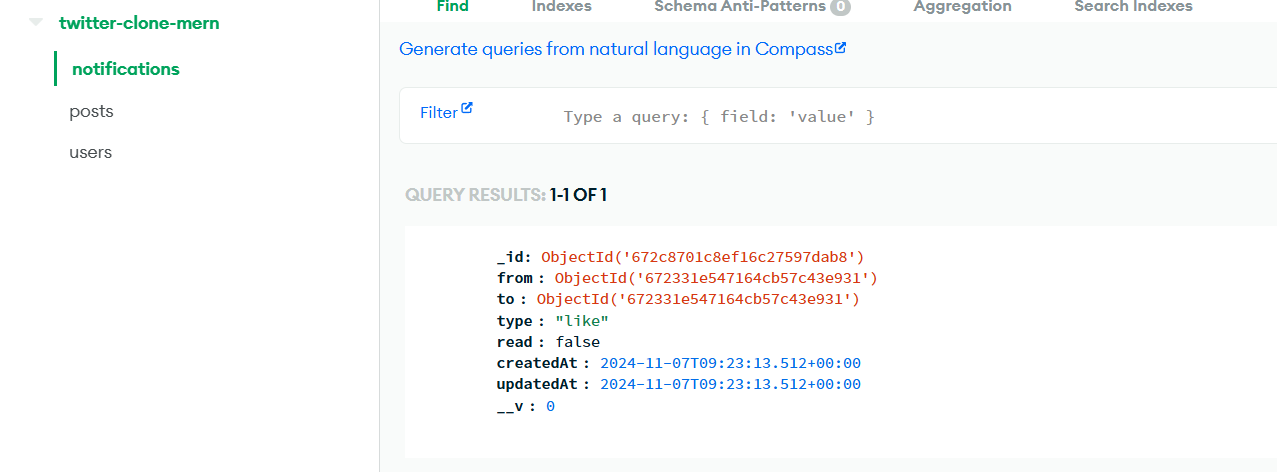 twitter-clone-mern
notifications
posts
users
Find Indexes Schema Anti-Patterns 0 Aggregation Search Indexes
Generate queries from natural language in Compass
Filter Type a query: { field: 'value' }
QUERY RESULTS: 1-1 OF 1
_id: ObjectId('672c8701c8ef16c27597dab8')
from : ObjectId('672331e547164cb57c43e931')
to : ObjectId('672331e547164cb57c43e931')
type : "like"
read : false
createdAt : 2024-11-07T09:23:13.512+00:00
updatedAt : 2024-11-07T09:23:13.512+00:00
__v : 0